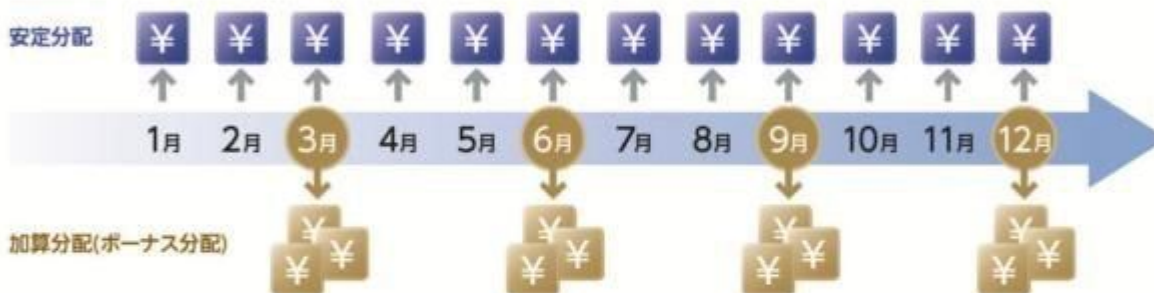 安定分配 ¥ ¥ ¥ ¥ ¥ ¥ ¥ ¥ ¥ ¥ ¥ ¥
1月 2月 3月 4月 5月 6月 7月 8月 9月 10月 11月 12月
加算分配(ボーナス分配) ¥ ¥ ¥ ¥ ¥ ¥ ¥ ¥ ¥ ¥ ¥ ¥